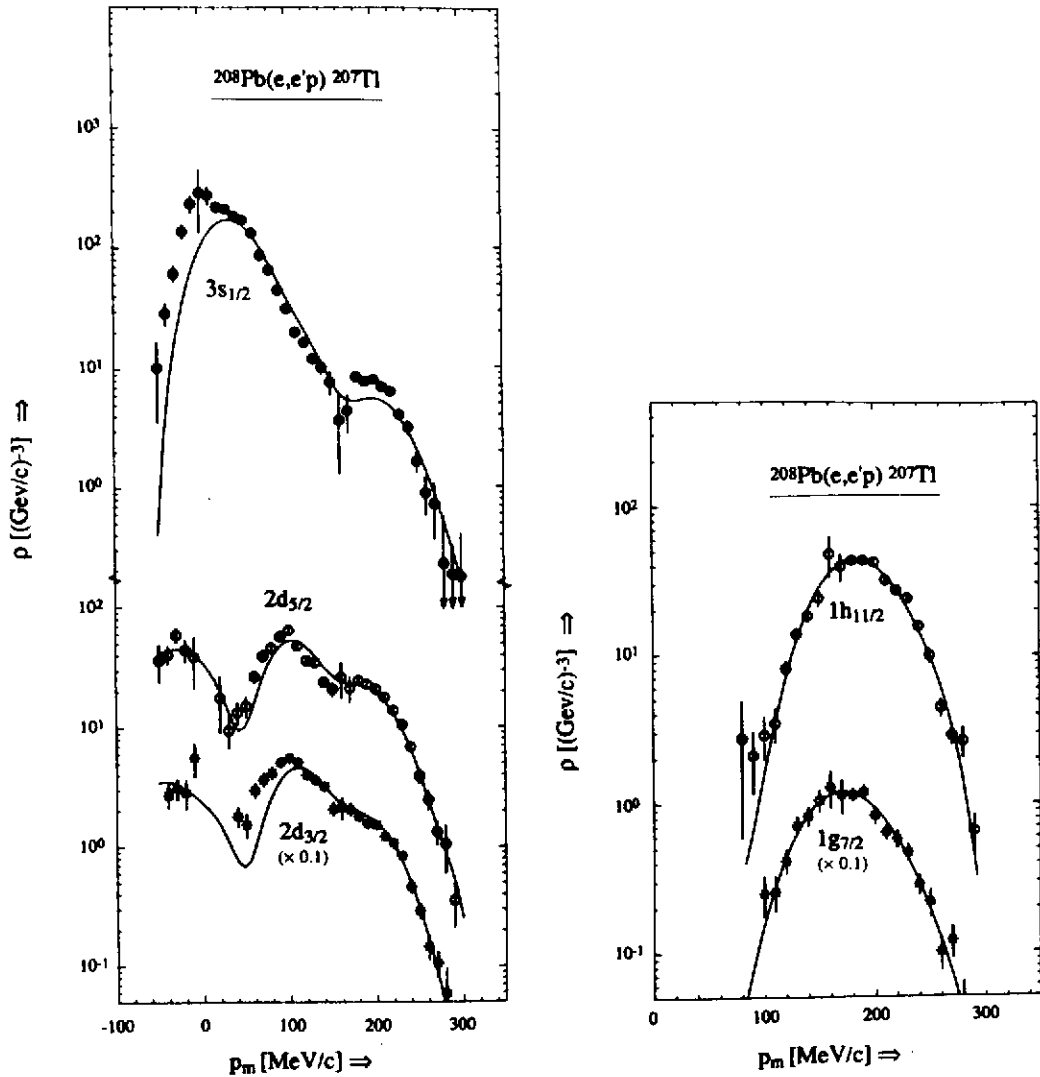 208Pb(e,e'p) 207Tl
ρ [(Gev/c)-3] ⇒
10³
10²
10¹
10⁰
3s1/2
10²
10¹
10⁰
10-1
2d5/2
2d3/2
(× 0.1)
-100
0
100
200
300
pm [MeV/c] ⇒
208Pb(e,e'p) 207Tl
ρ [(Gev/c)-3] ⇒
10²
10¹
10⁰
10-1
1h11/2
1g7/2
(× 0.1)
0
100
200
300
pm [MeV/c] ⇒